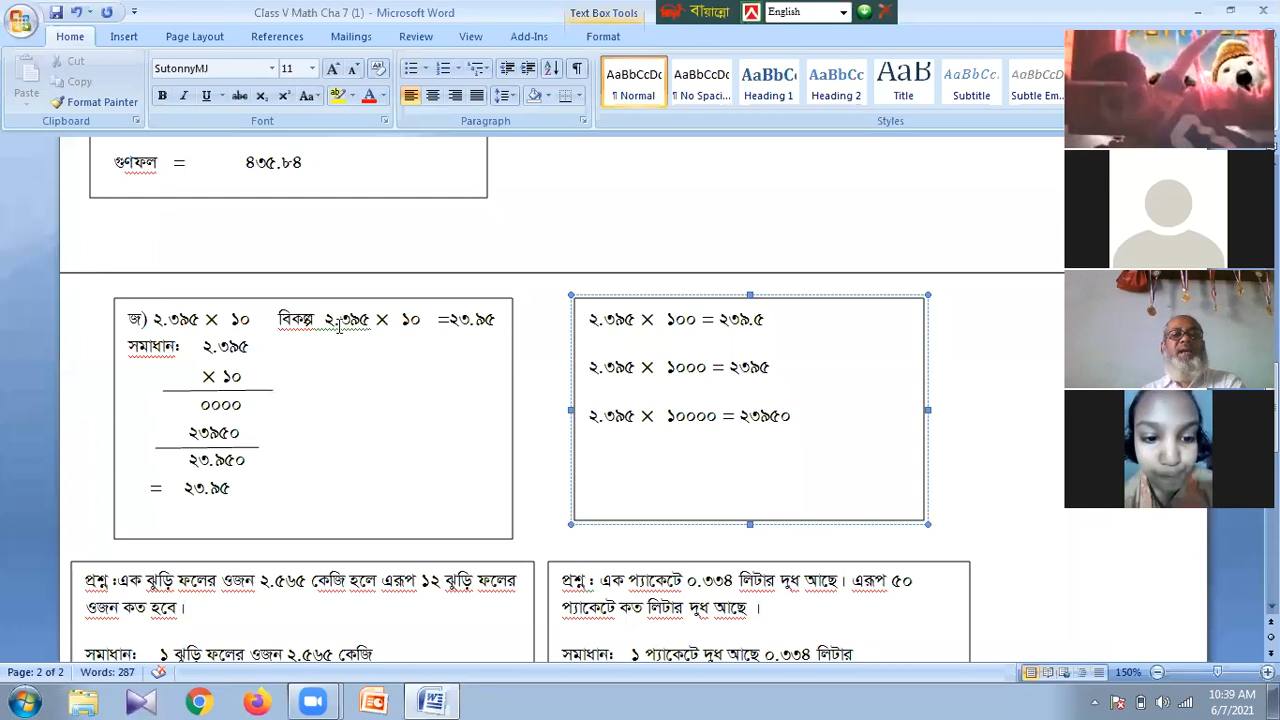 Class V Math Cha 7 (1) - Microsoft Word
Text Box Tools
English
Home Insert Page Layout References Mailings Review View Add-Ins Format
Cut
Copy
Paste
Format Painter
Clipboard
SutonnyMJ 11
Font
Paragraph
AaBbCcDc AaBbCcDc AaBbC AaBbCc AaB AaBbCc. AaBbCcDc
¶ Normal ¶ No Spaci... Heading 1 Heading 2 Title Subtitle Subtle Em...
Styles
গুণফল = ৪৩৫.৮৪
জ) ২.৩৯৫ × ১০ বিকল্প ২.৩৯৫ × ১০ =২৩.৯৫
সমাধান: ২.৩৯৫
× ১০
০০০০
২৩৯৫০
২৩.৯৫০
= ২৩.৯৫
২.৩৯৫ × ১০০ = ২৩৯.৫
২.৩৯৫ × ১০০০ = ২৩৯৫
২.৩৯৫ × ১০০০০ = ২৩৯৫০
প্রশ্ন :এক ঝুড়ি ফলের ওজন ২.৫৬৫ কেজি হলে এরূপ ১২ ঝুড়ি ফলের
ওজন কত হবে।
সমাধান: ১ ঝুড়ি ফলের ওজন ২.৫৬৫ কেজি
প্রশ্ন : এক প্যাকেটে ০.৩৩৪ লিটার দুধ আছে। এরূপ ৫০
প্যাকেটে কত লিটার দুধ আছে ।
সমাধান: ১ প্যাকেটে দুধ আছে ০.৩৩৪ লিটার
Page: 2 of 2 Words: 287 150%
10:39 AM
6/7/2021